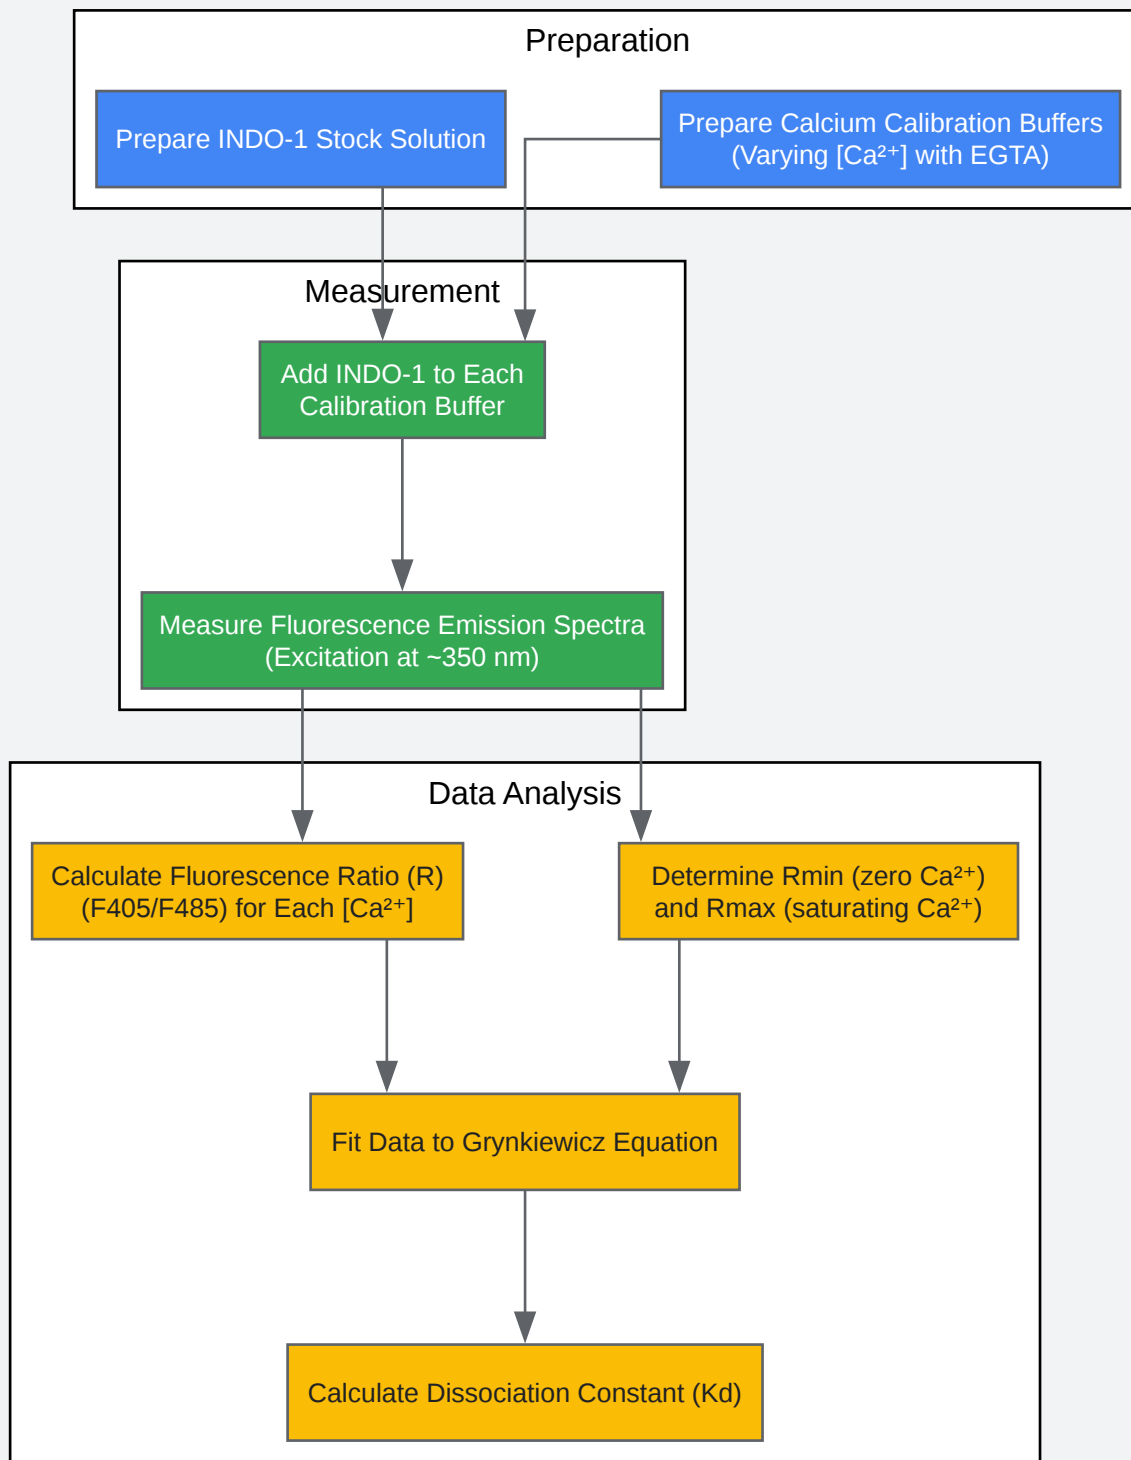 Preparation
Prepare INDO-1 Stock Solution
Prepare Calcium Calibration Buffers
(Varying [Ca²⁺] with EGTA)
Measurement
Add INDO-1 to Each
Calibration Buffer
Measure Fluorescence Emission Spectra
(Excitation at ~350 nm)
Data Analysis
Calculate Fluorescence Ratio (R)
(F405/F485) for Each [Ca²⁺]
Determine Rmin (zero Ca²⁺)
and Rmax (saturating Ca²⁺)
Fit Data to Grynkiewicz Equation
Calculate Dissociation Constant (Kd)